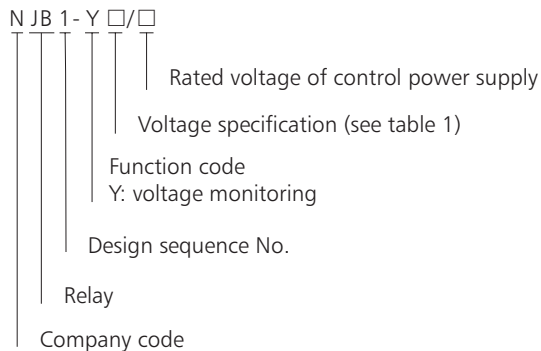 N JB 1 - Y □/□
Rated voltage of control power supply
Voltage specification (see table 1)
Function code
Y: voltage monitoring
Design sequence No.
Relay
Company code